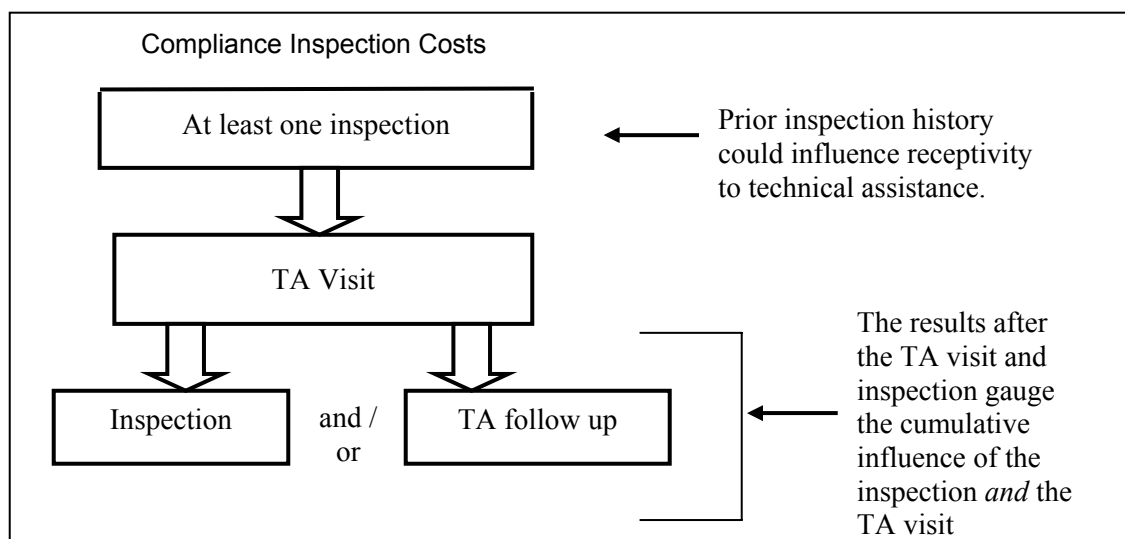 Compliance Inspection Costs
At least one inspection
Prior inspection history
could influence receptivity
to technical assistance.
TA Visit
Inspection
and /
or
TA follow up
The results after
the TA visit and
inspection gauge
the cumulative
influence of the
inspection and the
TA visit